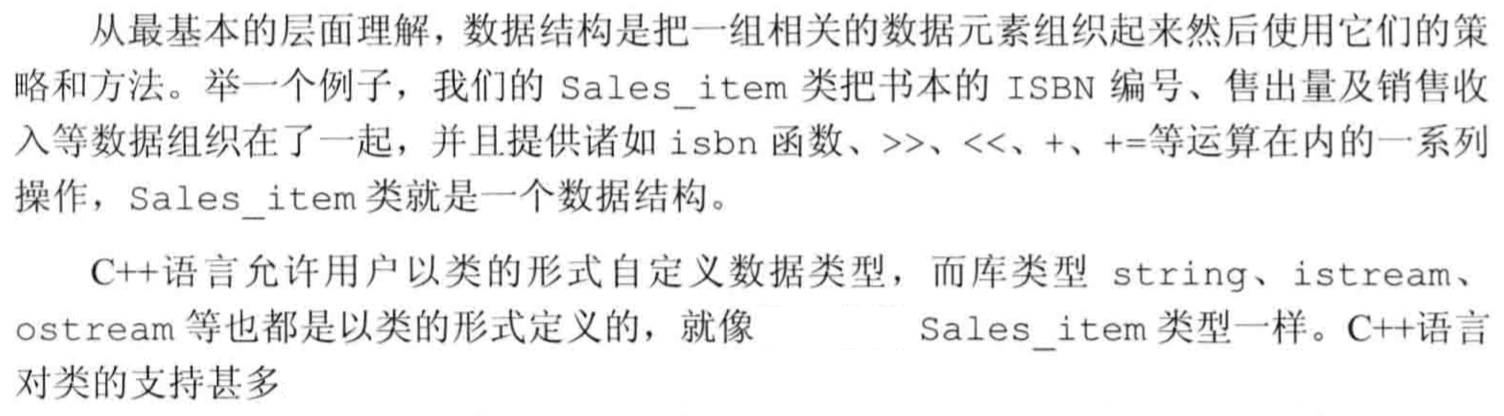 从最基本的层面理解，数据结构是把一组相关的数据元素组织起来然后使用它们的策
略和方法。举一个例子，我们的 Sales_item 类把书本的 ISBN 编号、售出量及销售收
入等数据组织在了一起，并且提供诸如 isbn 函数、>>、<<、+、+=等运算在内的一系列
操作，Sales_item 类就是一个数据结构。
C++语言允许用户以类的形式自定义数据类型，而库类型 string、istream、
ostream 等也都是以类的形式定义的，就像 Sales_item 类型一样。C++语言
对类的支持甚多